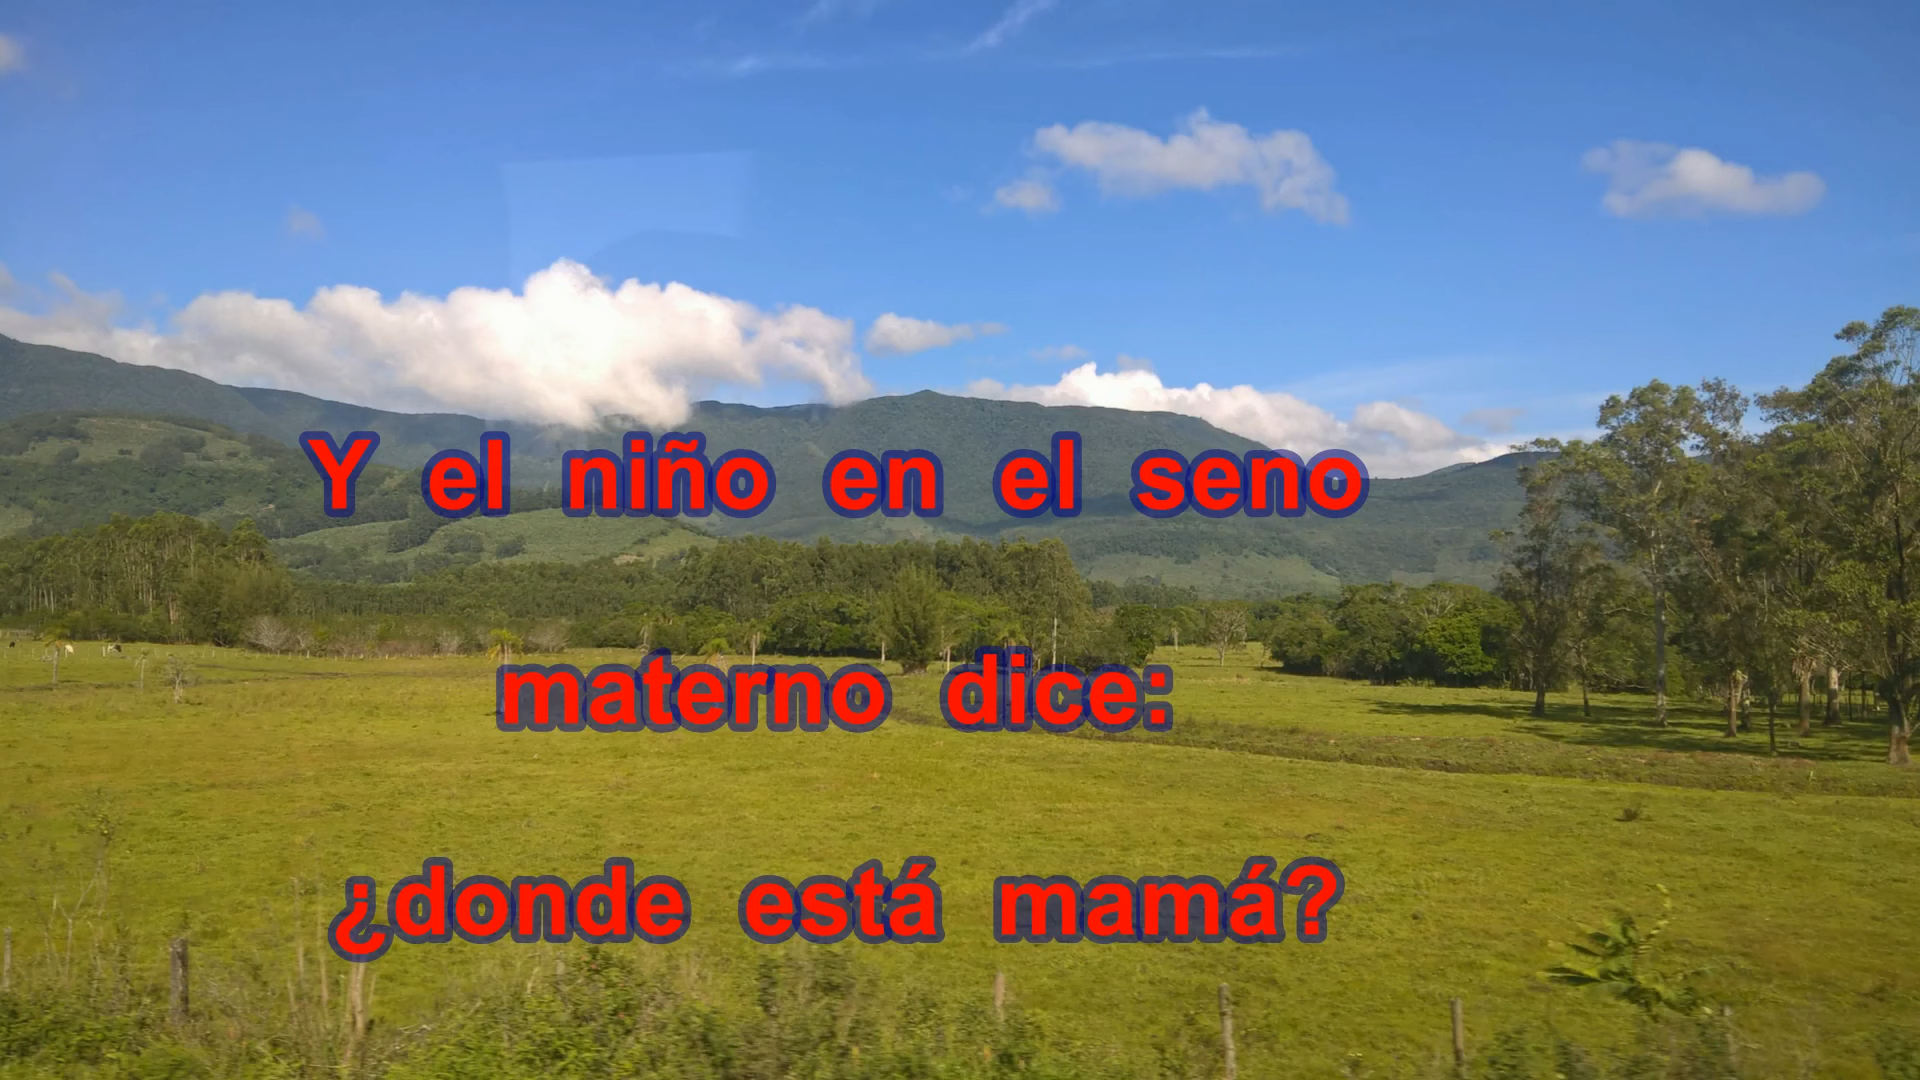 Y el niño en el seno
materno dice:
¿donde está mamá?